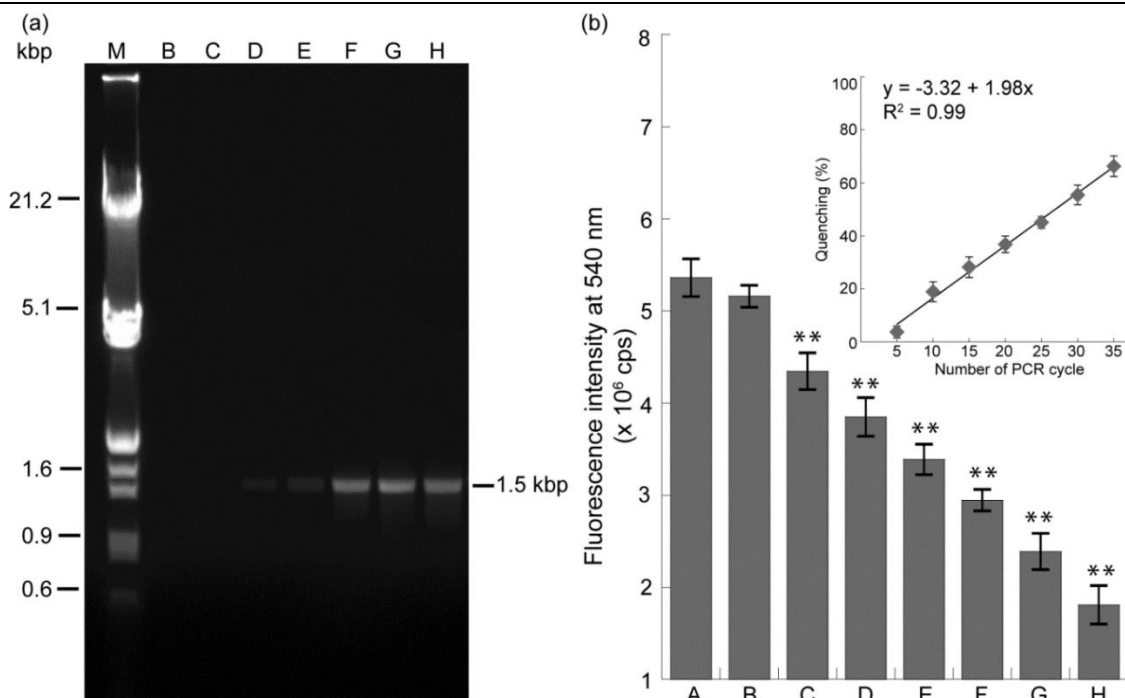 (a)
kbp M B C D E F G H
21.2
5.1
1.6
1.5 kbp
0.9
0.6
(b)
Fluorescence intensity at 540 nm
(x 10⁶ cps)
8
7
6
5
4
3
2
1
** ** ** ** ** **
A B C D E F G H
y = -3.32 + 1.98x
R² = 0.99
Quenching (%)
100
80
60
40
20
0
5 10 15 20 25 30 35
Number of PCR cycle